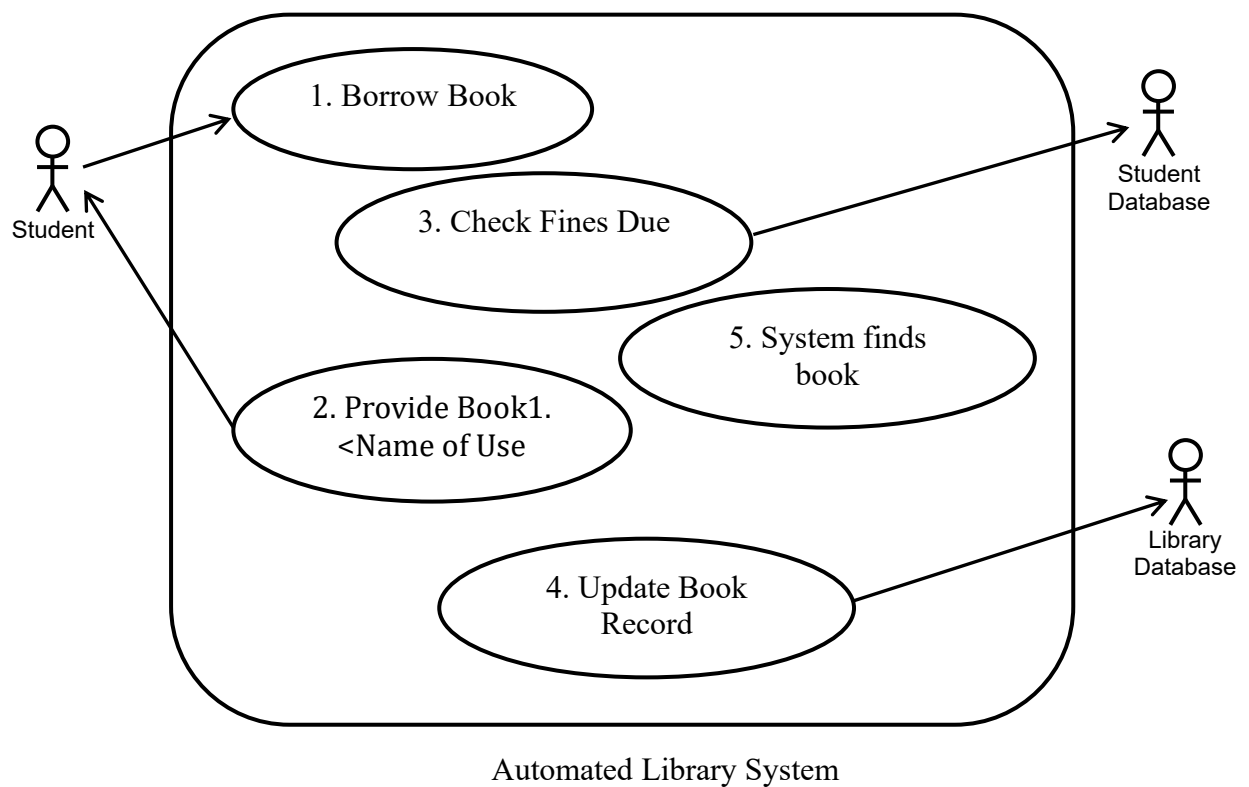 1. Borrow Book
Student
Database
3. Check Fines Due
Student
5. System finds
book
2. Provide Book1.
<Name of Use
Library
Database
4. Update Book
Record
Automated Library System